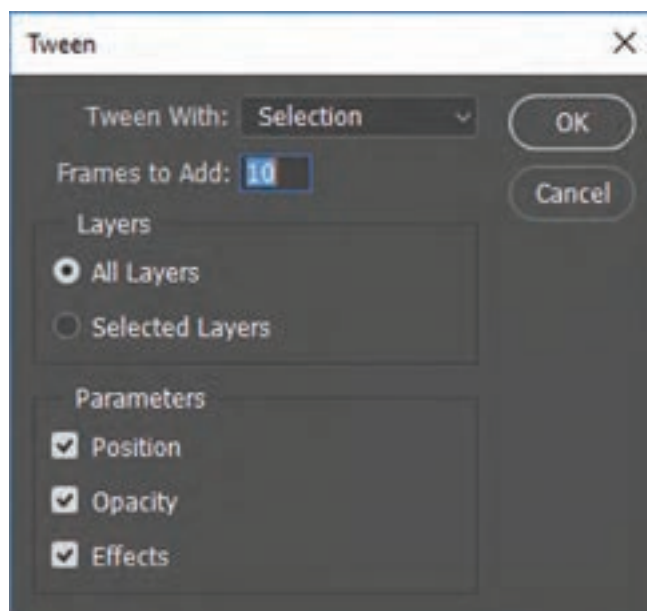 Tween
Tween With: Selection
OK
Frames to Add: 10
Cancel
Layers
All Layers
Selected Layers
Parameters
Position
Opacity
Effects